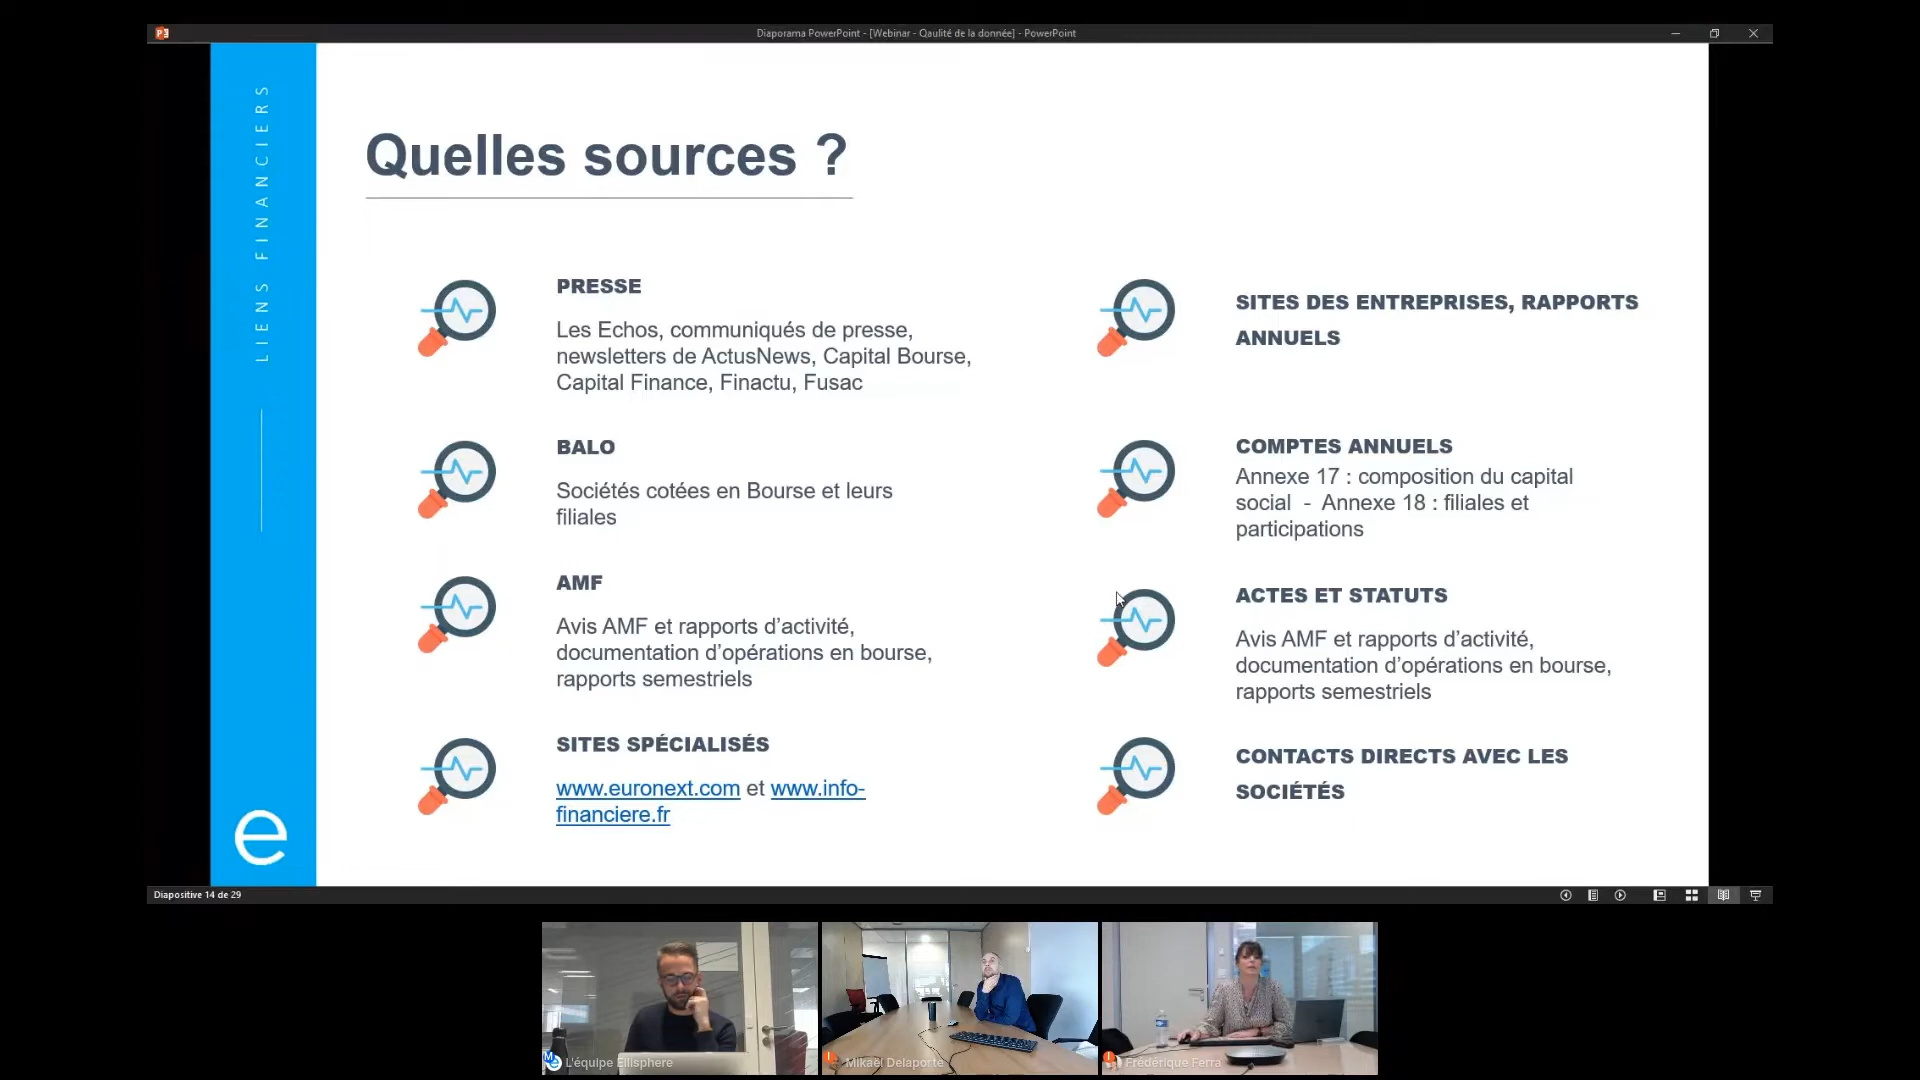 Diaporama PowerPoint - [Webinar - Qaulité de la donnée] - PowerPoint
LIENS FINANCIERS
e
Quelles sources ?
PRESSE
Les Echos, communiqués de presse,
newsletters de ActusNews, Capital Bourse,
Capital Finance, Finactu, Fusac
BALO
Sociétés cotées en Bourse et leurs
filiales
AMF
Avis AMF et rapports d’activité,
documentation d’opérations en bourse,
rapports semestriels
SITES SPÉCIALISÉS
www.euronext.com et www.info-
financiere.fr
SITES DES ENTREPRISES, RAPPORTS
ANNUELS
COMPTES ANNUELS
Annexe 17 : composition du capital
social - Annexe 18 : filiales et
participations
ACTES ET STATUTS
Avis AMF et rapports d’activité,
documentation d’opérations en bourse,
rapports semestriels
CONTACTS DIRECTS AVEC LES
SOCIÉTÉS
Diapositive 14 de 29
L'équipe Ellisphere
Mikaël Delaporte
Frédérique Ferra